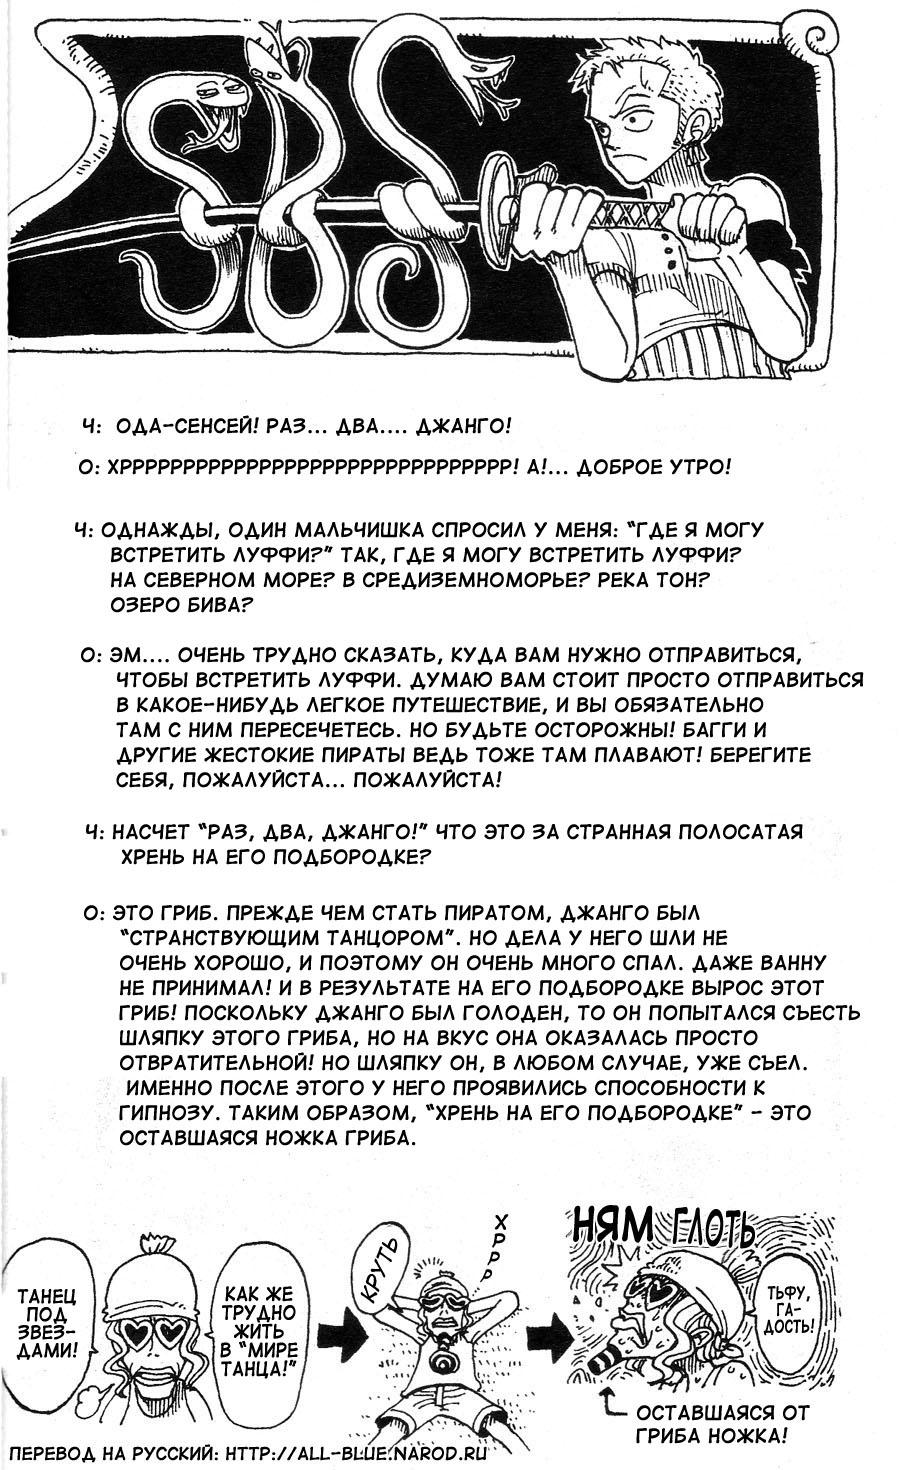 Ч: ОДА-СЕНСЕЙ! РАЗ... ДВА.... ДЖАНГО!
О: ХРРРРРРРРРРРРРРРРРРРРРРРРРРРРРРР! А!... ДОБРОЕ УТРО!
Ч: ОДНАЖДЫ, ОДИН МАЛЬЧИШКА СПРОСИЛ У МЕНЯ: "ГДЕ Я МОГУ
ВСТРЕТИТЬ ЛУФФИ?" ТАК, ГДЕ Я МОГУ ВСТРЕТИТЬ ЛУФФИ?
НА СЕВЕРНОМ МОРЕ? В СРЕДИЗЕМНОМОРЬЕ? РЕКА ТОН?
ОЗЕРО БИВА?
О: ЭМ.... ОЧЕНЬ ТРУДНО СКАЗАТЬ, КУДА ВАМ НУЖНО ОТПРАВИТЬСЯ,
ЧТОБЫ ВСТРЕТИТЬ ЛУФФИ. ДУМАЮ ВАМ СТОИТ ПРОСТО ОТПРАВИТЬСЯ
В КАКОЕ-НИБУДЬ ЛЕГКОЕ ПУТЕШЕСТВИЕ, И ВЫ ОБЯЗАТЕЛЬНО
ТАМ С НИМ ПЕРЕСЕЧЕТЕСЬ. НО БУДЬТЕ ОСТОРОЖНЫ! БАГГИ И
ДРУГИЕ ЖЕСТОКИЕ ПИРАТЫ ВЕДЬ ТОЖЕ ТАМ ПЛАВАЮТ! БЕРЕГИТЕ
СЕБЯ, ПОЖАЛУЙСТА... ПОЖАЛУЙСТА!
Ч: НАСЧЕТ "РАЗ, ДВА, ДЖАНГО!" ЧТО ЭТО ЗА СТРАННАЯ ПОЛОСАТАЯ
ХРЕНЬ НА ЕГО ПОДБОРОДКЕ?
О: ЭТО ГРИБ. ПРЕЖДЕ ЧЕМ СТАТЬ ПИРАТОМ, ДЖАНГО БЫЛ
"СТРАНСТВУЮЩИМ ТАНЦОРОМ". НО ДЕЛА У НЕГО ШЛИ НЕ
ОЧЕНЬ ХОРОШО, И ПОЭТОМУ ОН ОЧЕНЬ МНОГО СПАЛ. ДАЖЕ ВАННУ
НЕ ПРИНИМАЛ! И В РЕЗУЛЬТАТЕ НА ЕГО ПОДБОРОДКЕ ВЫРОС ЭТОТ
ГРИБ! ПОСКОЛЬКУ ДЖАНГО БЫЛ ГОЛОДЕН, ТО ОН ПОПЫТАЛСЯ СЪЕСТЬ
ШЛЯПКУ ЭТОГО ГРИБА, НО НА ВКУС ОНА ОКАЗАЛАСЬ ПРОСТО
ОТВРАТИТЕЛЬНОЙ! НО ШЛЯПКУ ОН, В ЛЮБОМ СЛУЧАЕ, УЖЕ СЪЕЛ.
ИМЕННО ПОСЛЕ ЭТОГО У НЕГО ПРОЯВИЛИСЬ СПОСОБНОСТИ К
ГИПНОЗУ. ТАКИМ ОБРАЗОМ, "ХРЕНЬ НА ЕГО ПОДБОРОДКЕ" - ЭТО
ОСТАВШАЯСЯ НОЖКА ГРИБА.
ТАНЕЦ
ПОД
ЗВЕЗ-
ДАМИ!
КАК ЖЕ
ТРУДНО
ЖИТЬ
В "МИРЕ
ТАНЦА!"
КРУТЬ
ХРРР
НЯМ ГЛОТЬ
ТЬФУ,
ГА-
ДОСТЬ!
ОСТАВШАЯСЯ ОТ
ГРИБА НОЖКА!
ПЕРЕВОД НА РУССКИЙ: HTTP://ALL-BLUE.NAROD.RU